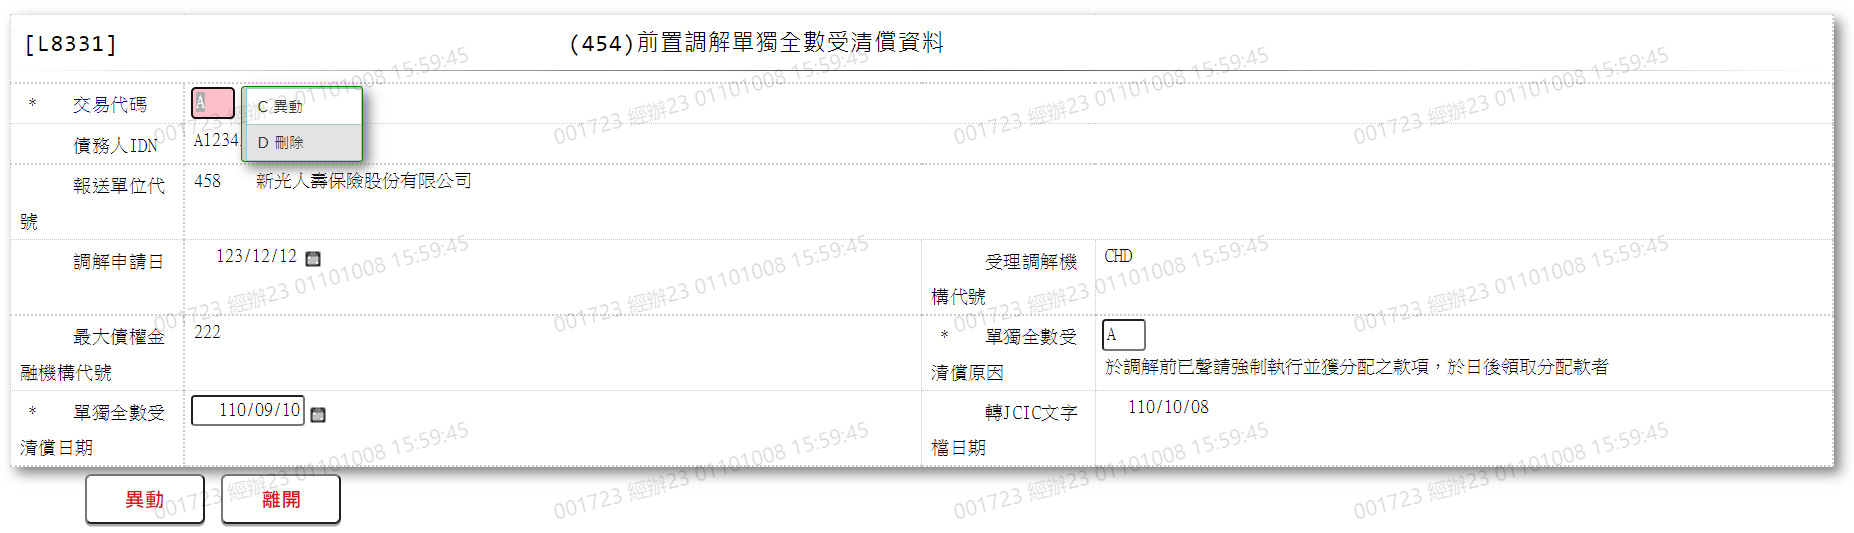 [L8331] (454)前置調解單獨全數受清償資料
* 交易代碼 A
C 異動
D 刪除
債務人IDN A1234
報送單位代號 458 新光人壽保險股份有限公司
調解申請日 123/12/12
受理調解機構代號 CHD
最大債權金融機構代號 222
* 單獨全數受清償原因 A
於調解前已聲請強制執行並獲分配之款項，於日後領取分配款者
* 單獨全數受清償日期 110/09/10
轉JCIC文字檔日期 110/10/08
異動 離開
001723 經辦23 01101008 15:59:45